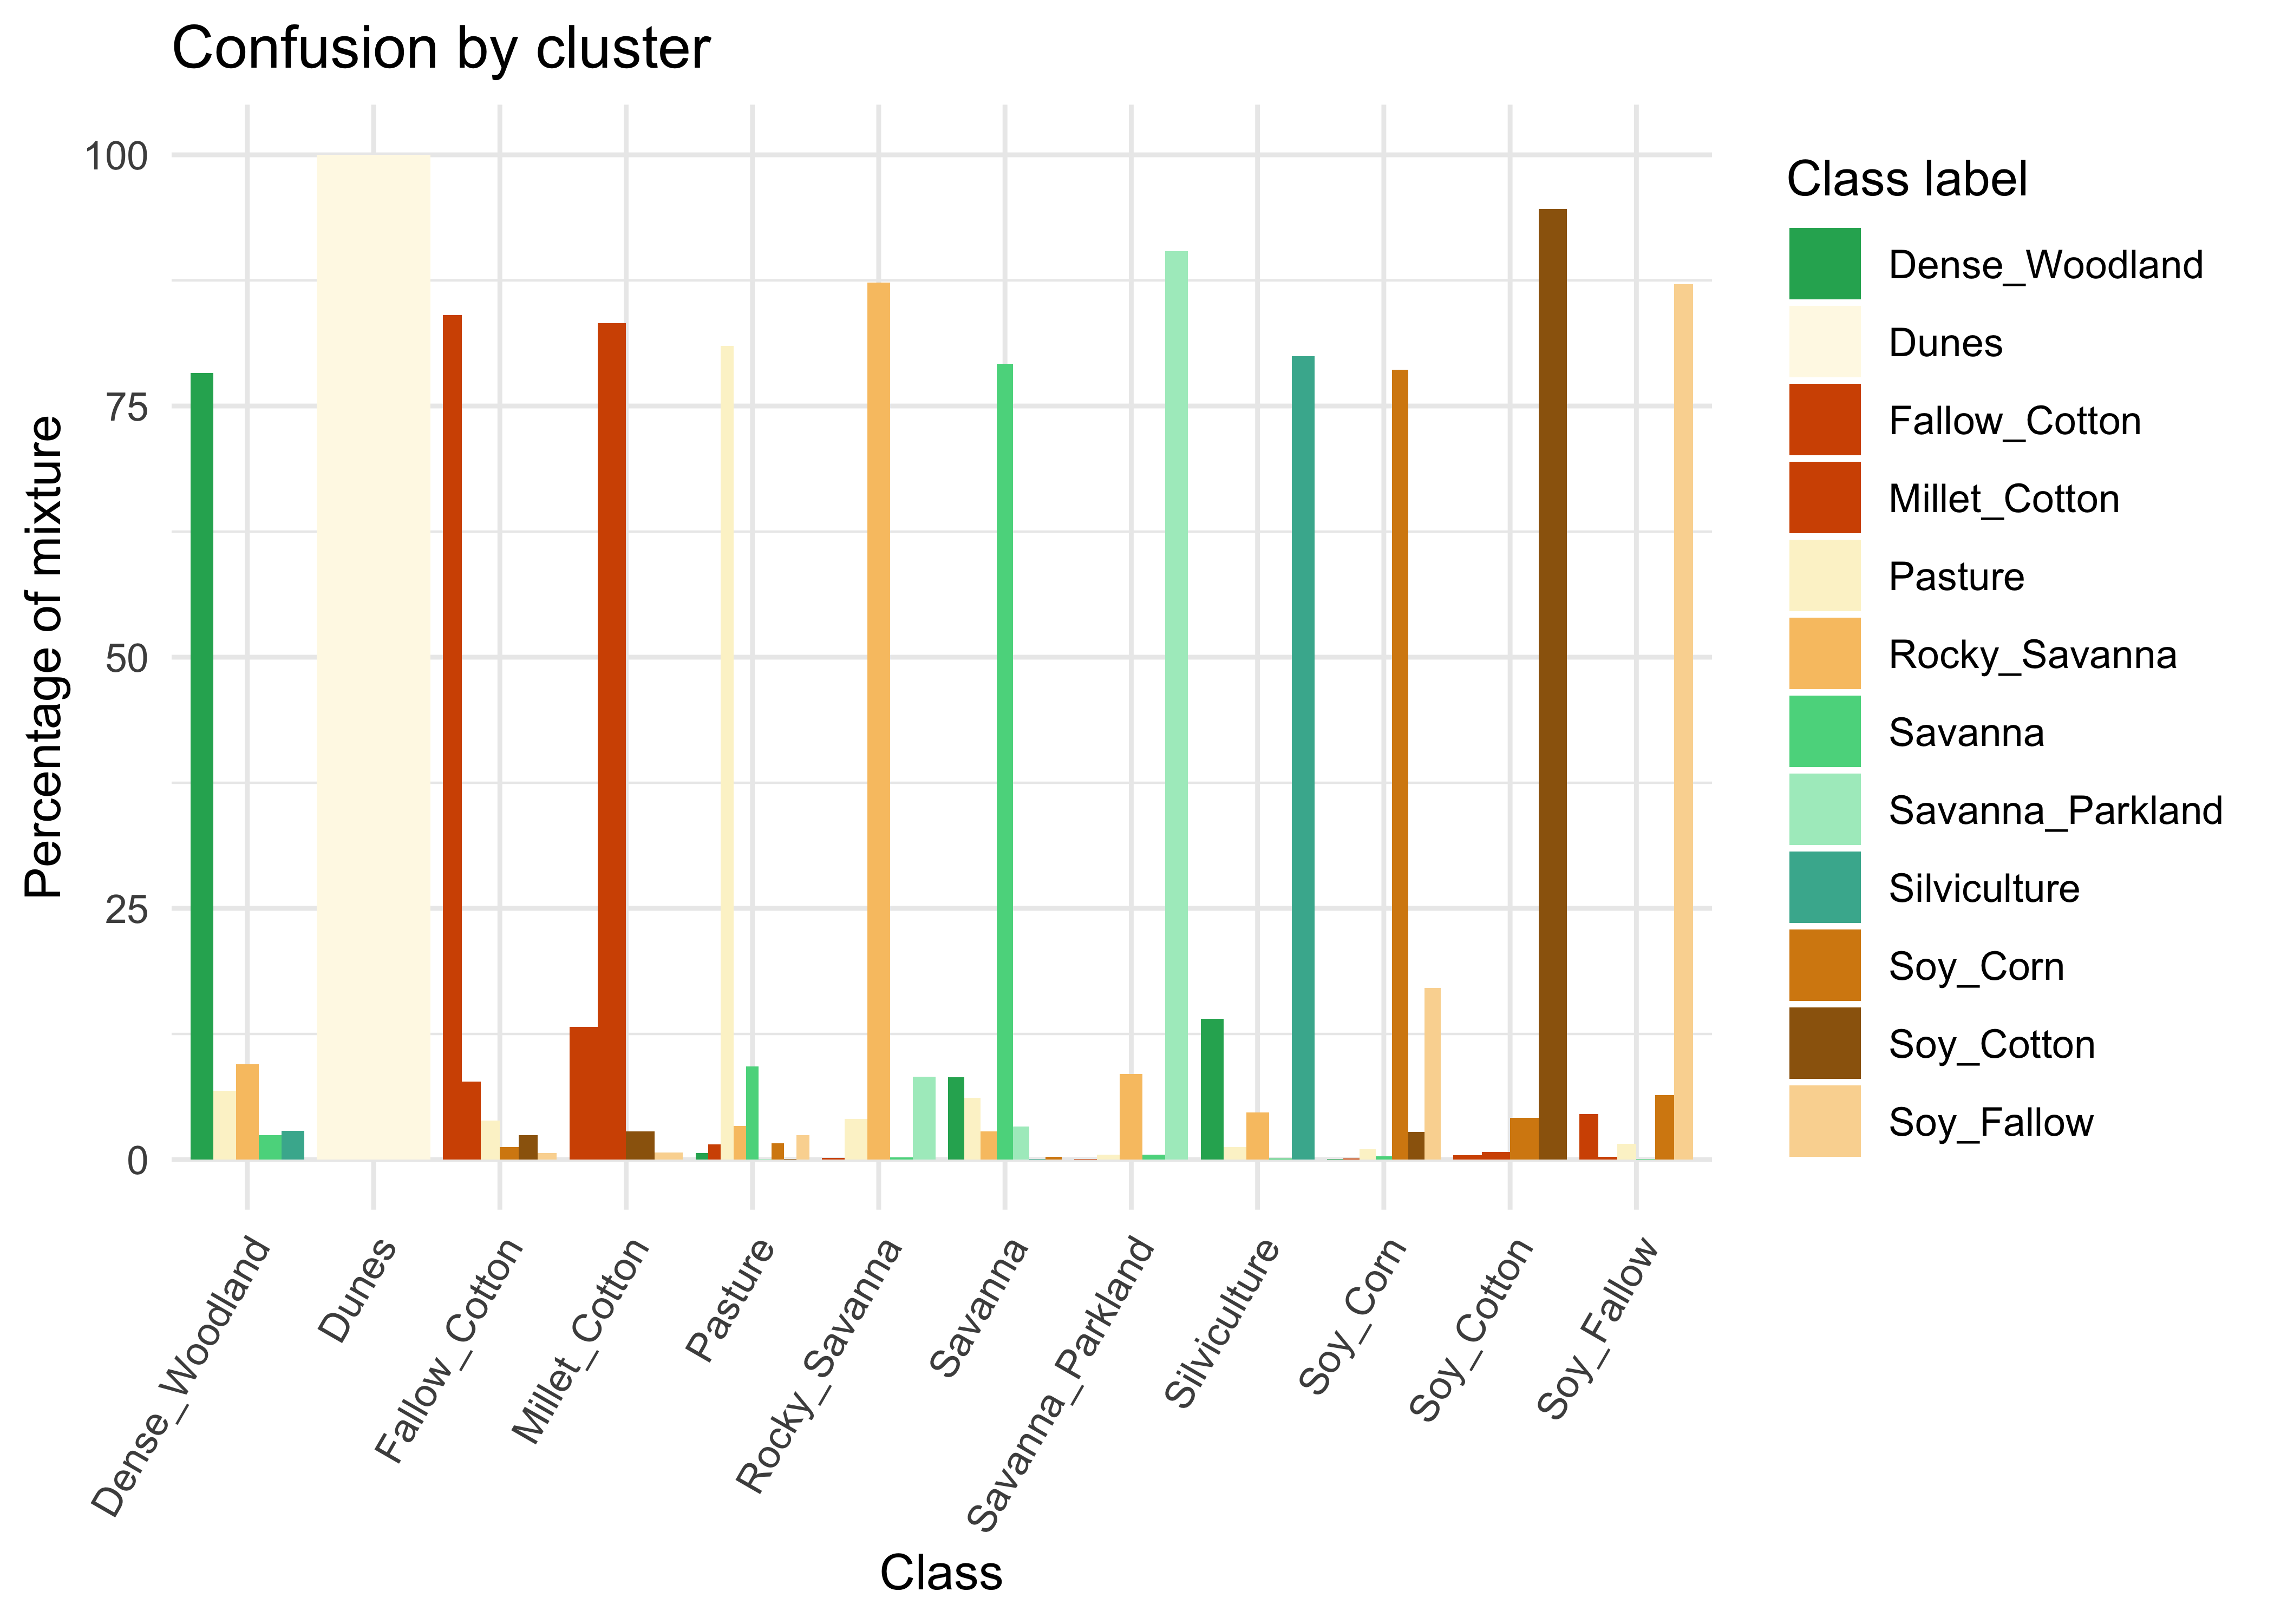 Confusion by cluster
Percentage of mixture
100
75
50
25
0
Dense_Woodland
Dunes
Fallow_Cotton
Millet_Cotton
Pasture
Rocky_Savanna
Savanna
Savanna_Parkland
Silviculture
Soy_Corn
Soy_Cotton
Soy_Fallow
Class
Class label
Dense_Woodland
Dunes
Fallow_Cotton
Millet_Cotton
Pasture
Rocky_Savanna
Savanna
Savanna_Parkland
Silviculture
Soy_Corn
Soy_Cotton
Soy_Fallow